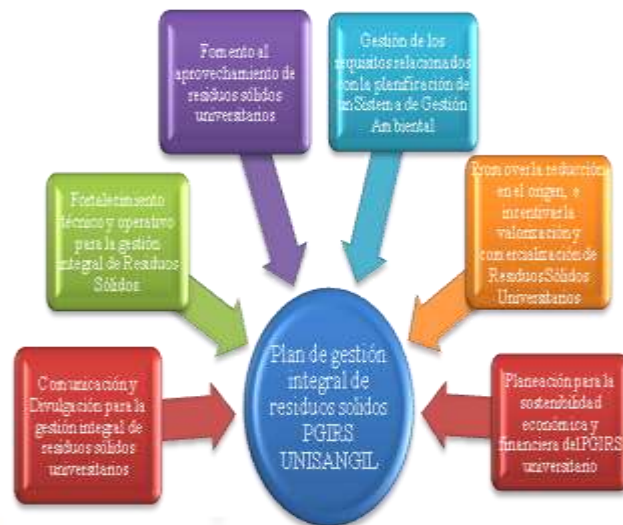 Fomento al
aprovechamiento de
residuos sólidos
universitarios
Gestión de los
requisitos relacionados
con la planificación de
un Sistema de Gestión
Ambiental
Fortalecimiento
técnico y operativo
para la gestión
integral de Residuos
Sólidos.
Promover la reducción
en el origen, e
incentivar la
valorización y
comercialización de
Residuos Sólidos
Universitarios
Comunicación y
Divulgación para la
gestión integral de
residuos sólidos
universitarios
Plan de gestión
integral de
residuos solidos
PGIRS
UNISANGIL
Planeación para la
sostenibilidad
económica y
financiera del PGIRS
universitario